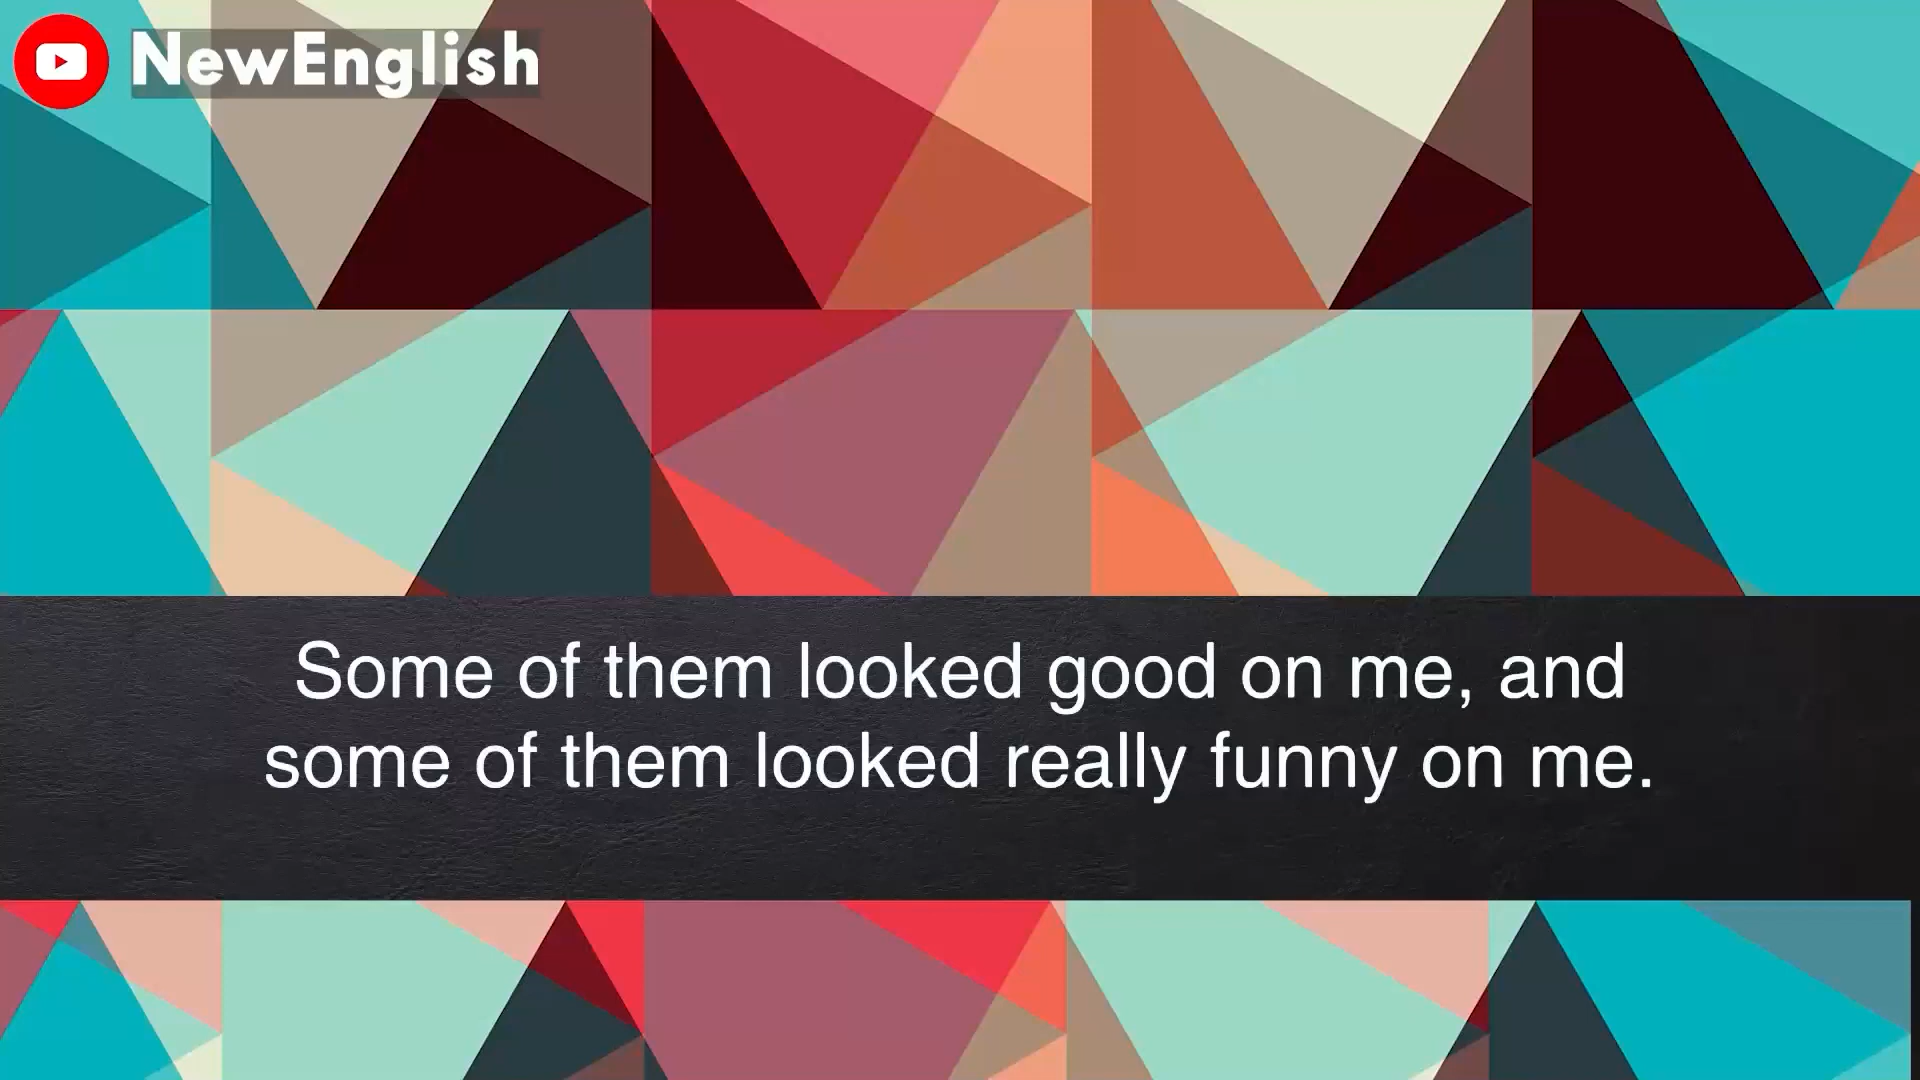 NewEnglish
Some of them looked good on me, and
some of them looked really funny on me.